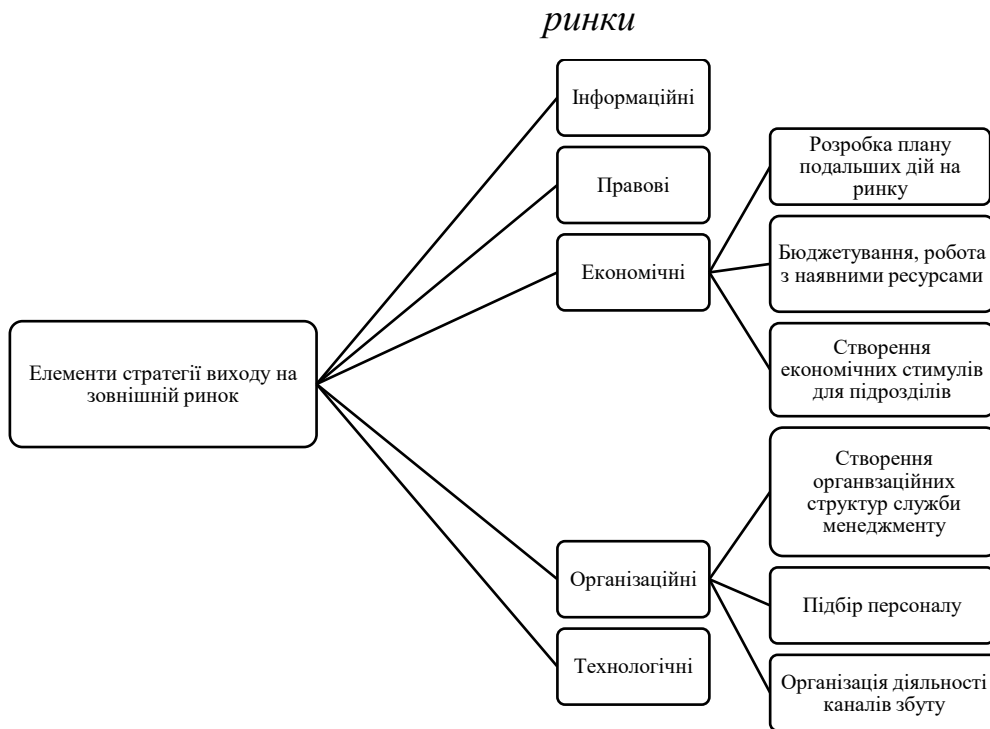 ринки
Інформаційні
Правові
Економічні
Розробка плану
подальших дій на
ринку
Бюджетування, робота
з наявними ресурсами
Створення
економічних стимулів
для підрозділів
Елементи стратегії виходу на
зовнішній ринок
Організаційні
Технологічні
Створення
органвзаційних
структур служби
менеджменту
Підбір персоналу
Організація діяльності
каналів збуту